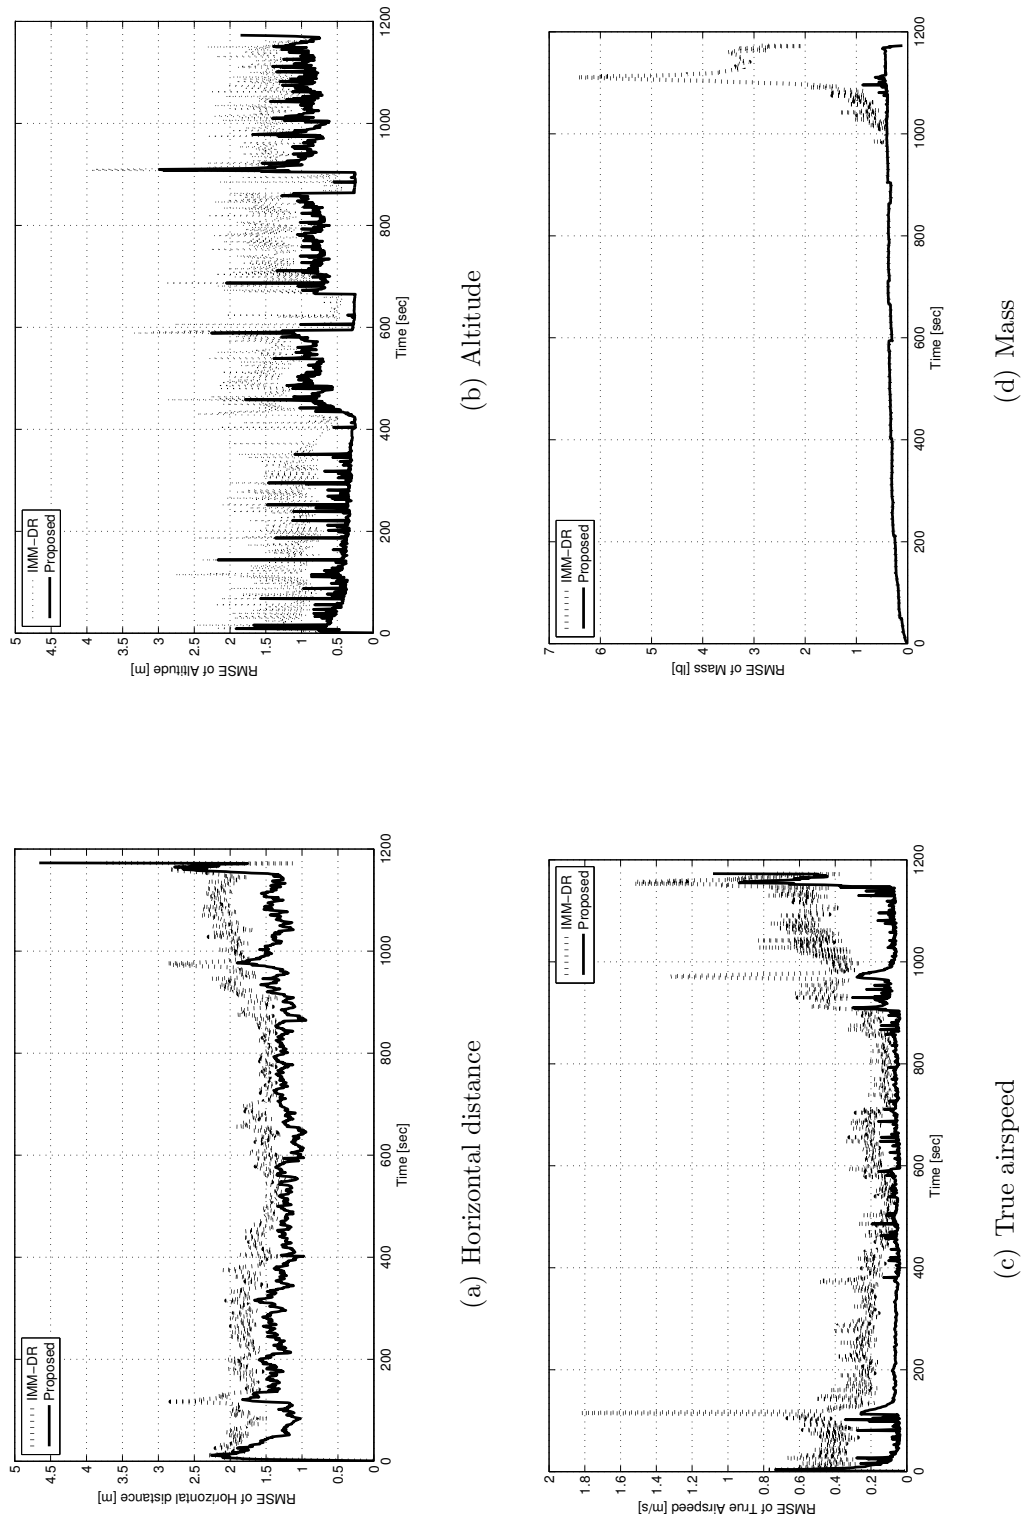 IMM-DR
Proposed
5
4.5
4
3.5
3
2.5
2
1.5
1
0.5
0
RMSE of Horizontal distance [m]
0 200 400 600 800 1000 1200
Time [sec]
(a) Horizontal distance
IMM-DR
Proposed
5
4.5
4
3.5
3
2.5
2
1.5
1
0.5
0
RMSE of Altitude [m]
0 200 400 600 800 1000 1200
Time [sec]
(b) Altitude
IMM-DR
Proposed
2
1.8
1.6
1.4
1.2
1
0.8
0.6
0.4
0.2
0
RMSE of True Airspeed [m/s]
0 200 400 600 800 1000 1200
Time [sec]
(c) True airspeed
IMM-DR
Proposed
7
6
5
4
3
2
1
0
RMSE of Mass [lb]
0 200 400 600 800 1000 1200
Time [sec]
(d) Mass